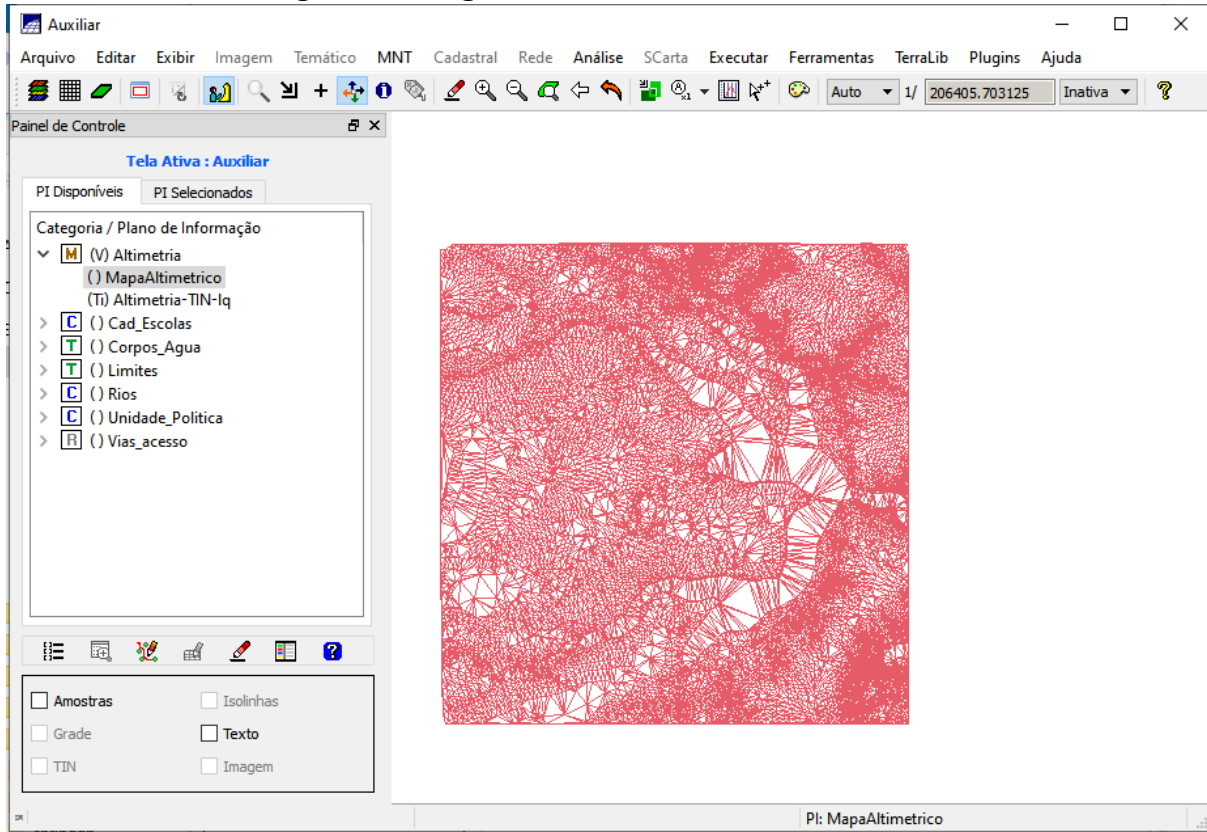 Auxiliar
Arquivo Editar Exibir Imagem Temático MNT Cadastral Rede Análise SCarta Executar Ferramentas TerraLib Plugins Ajuda
Auto 1/ 206405.703125 Inativa
Painel de Controle
Tela Ativa : Auxiliar
PI Disponíveis PI Selecionados
Categoria / Plano de Informação
M (V) Altimetria
() MapaAltimetrico
(Ti) Altimetria-TIN-lq
C () Cad_Escolas
T () Corpos_Agua
T () Limites
C () Rios
C () Unidade_Politica
R () Vias_acesso
Amostras Isolinhas
Grade Texto
TIN Imagem
PI: MapaAltimetrico